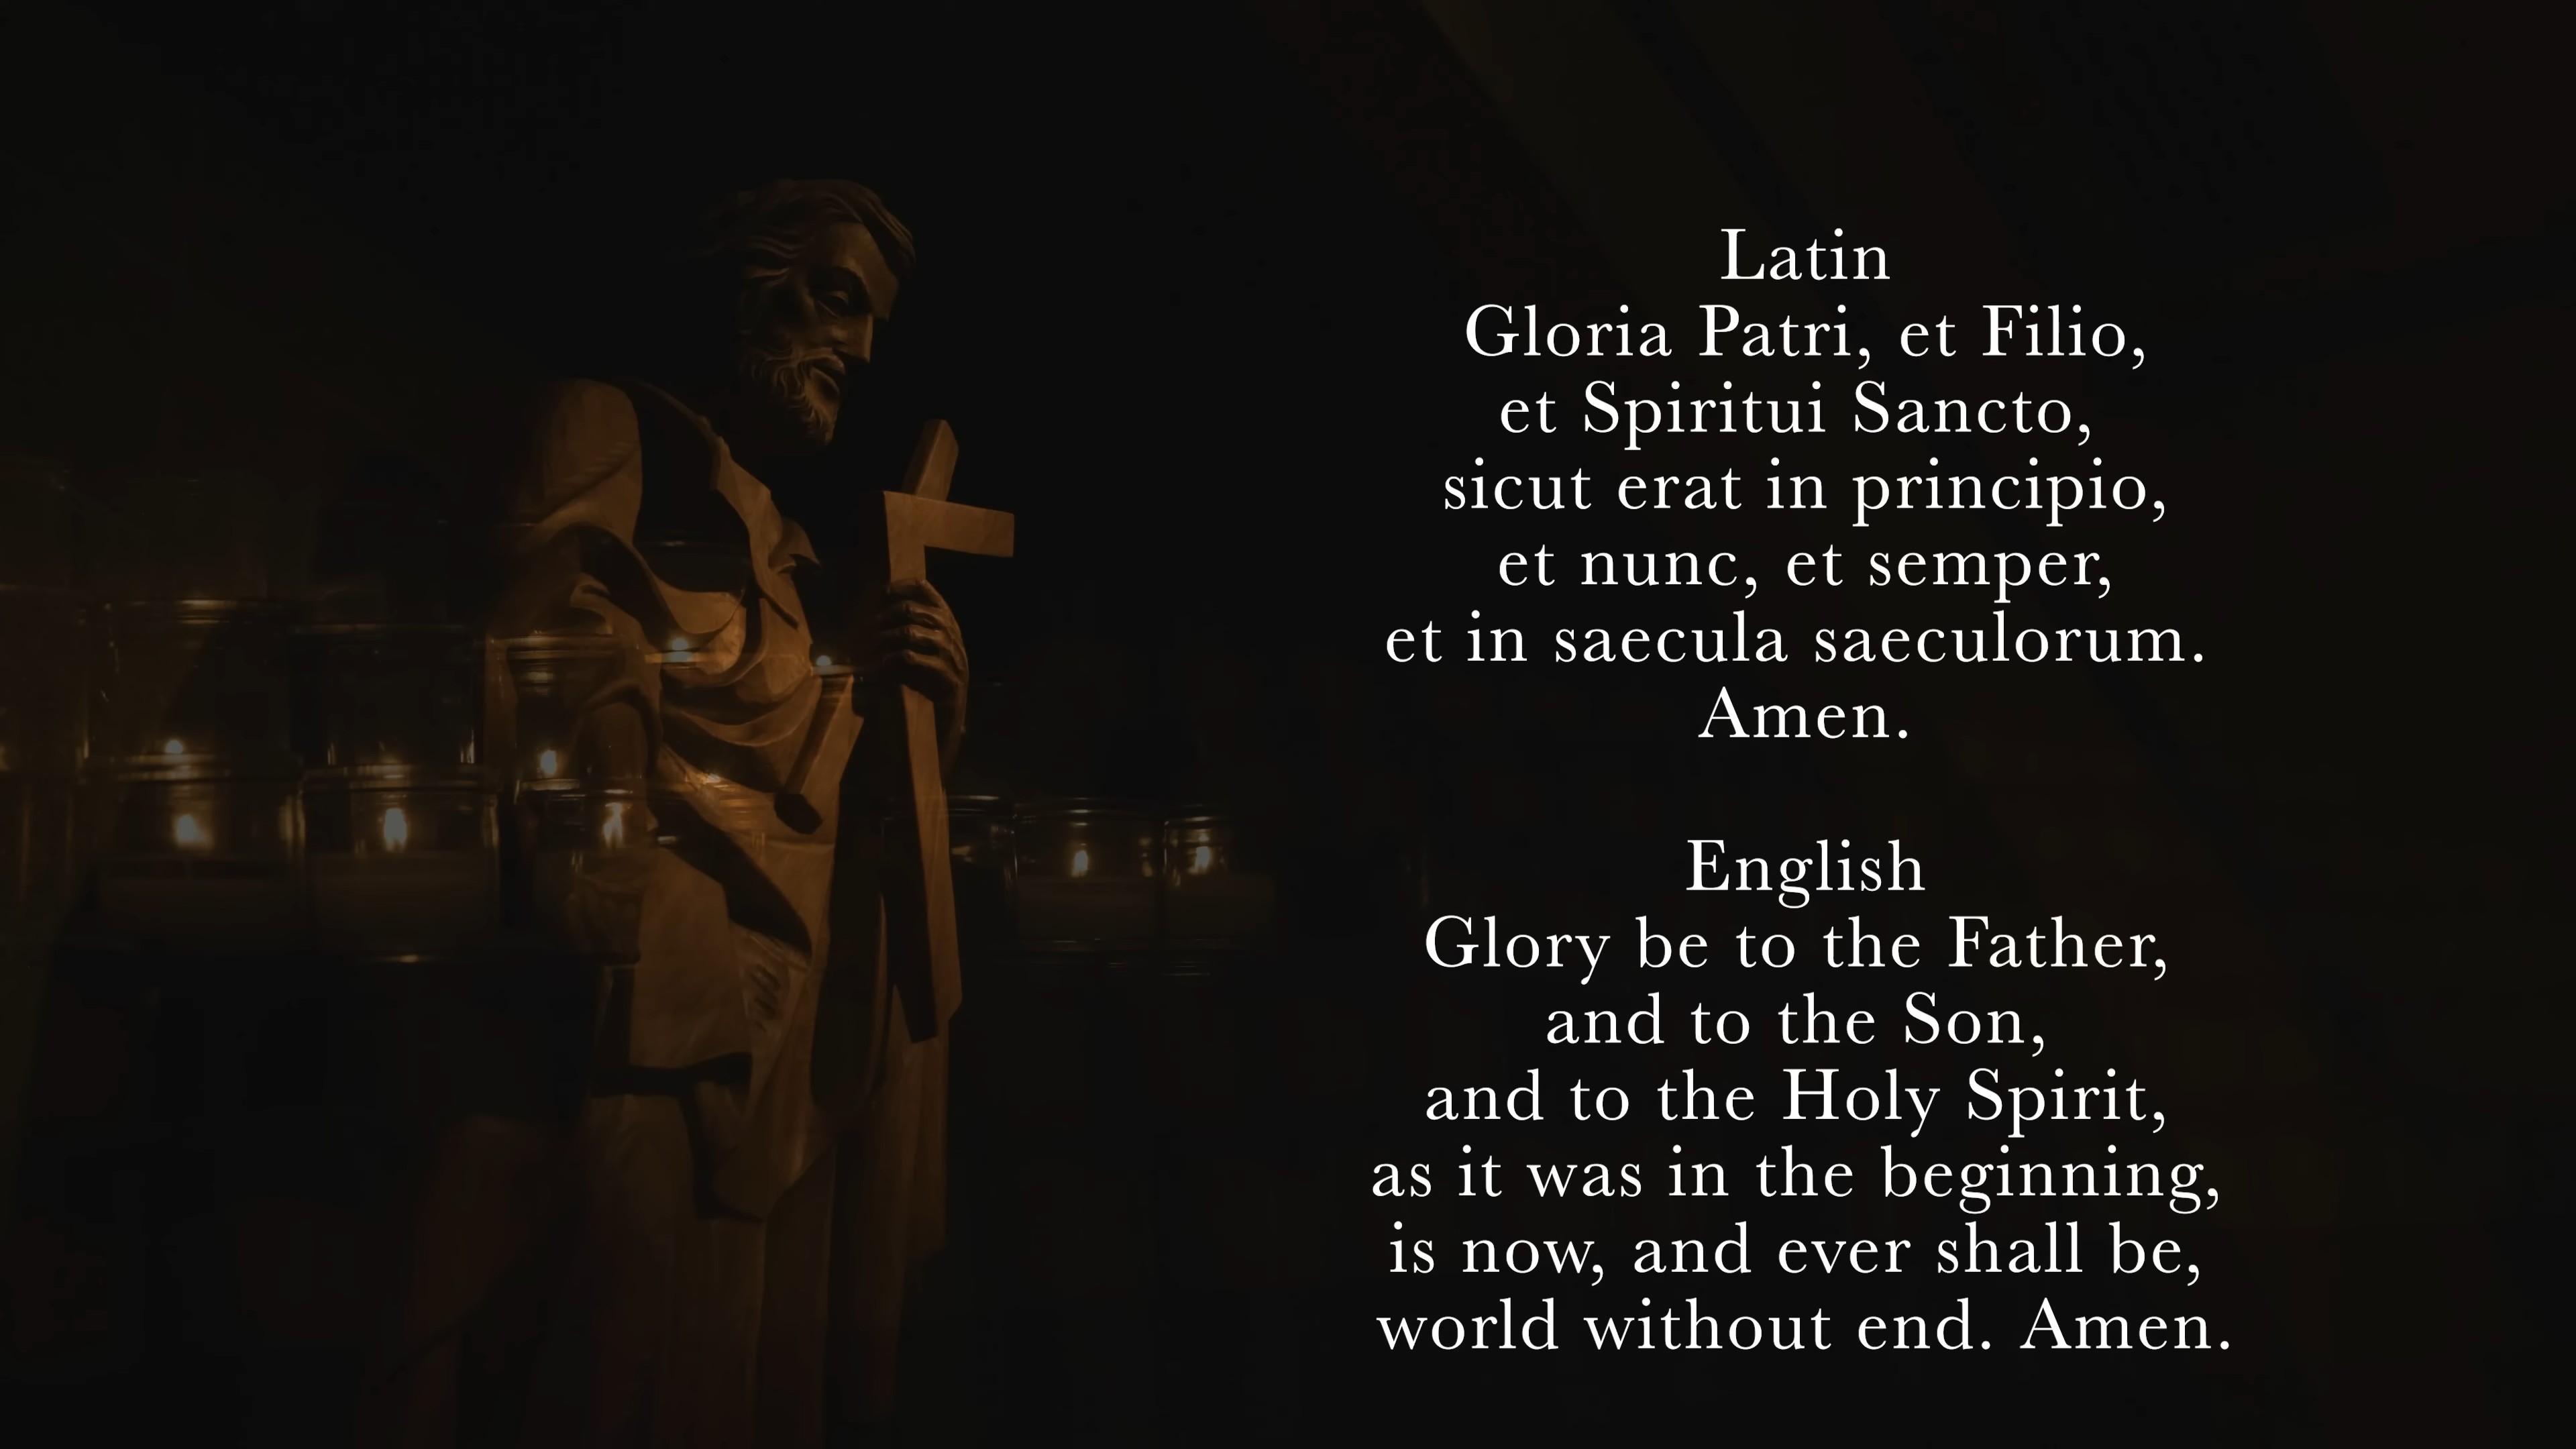 Latin
Gloria Patri, et Filio,
et Spiritui Sancto,
sicut erat in principio,
et nunc, et semper,
et in saecula saeculorum.
Amen.
English
Glory be to the Father,
and to the Son,
and to the Holy Spirit,
as it was in the beginning,
is now, and ever shall be,
world without end. Amen.